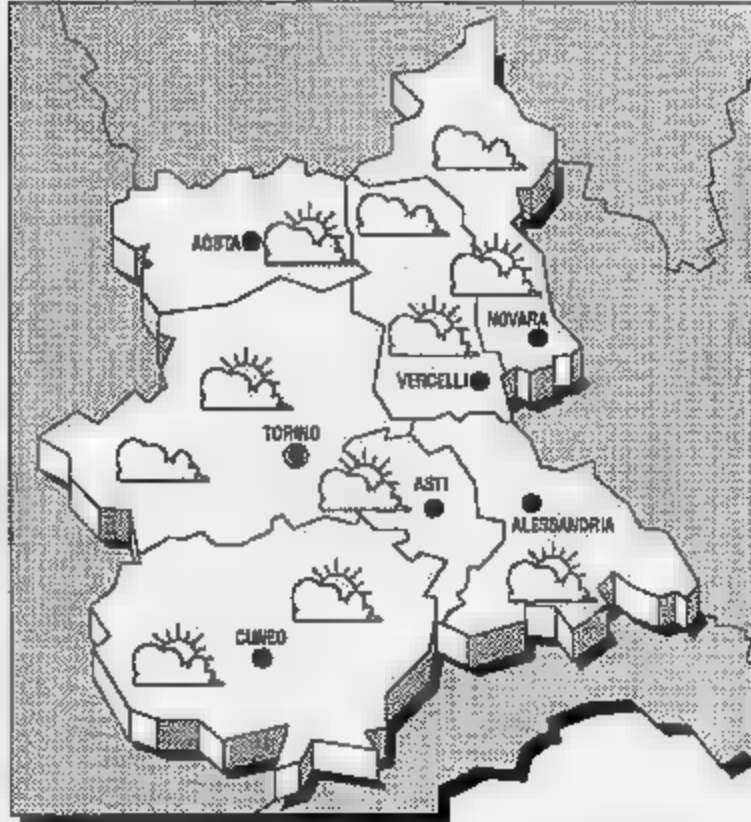 AOSTA
NOVARA
VERCELLI
TORINO
ASTI
ALESSANDRIA
CUNEO